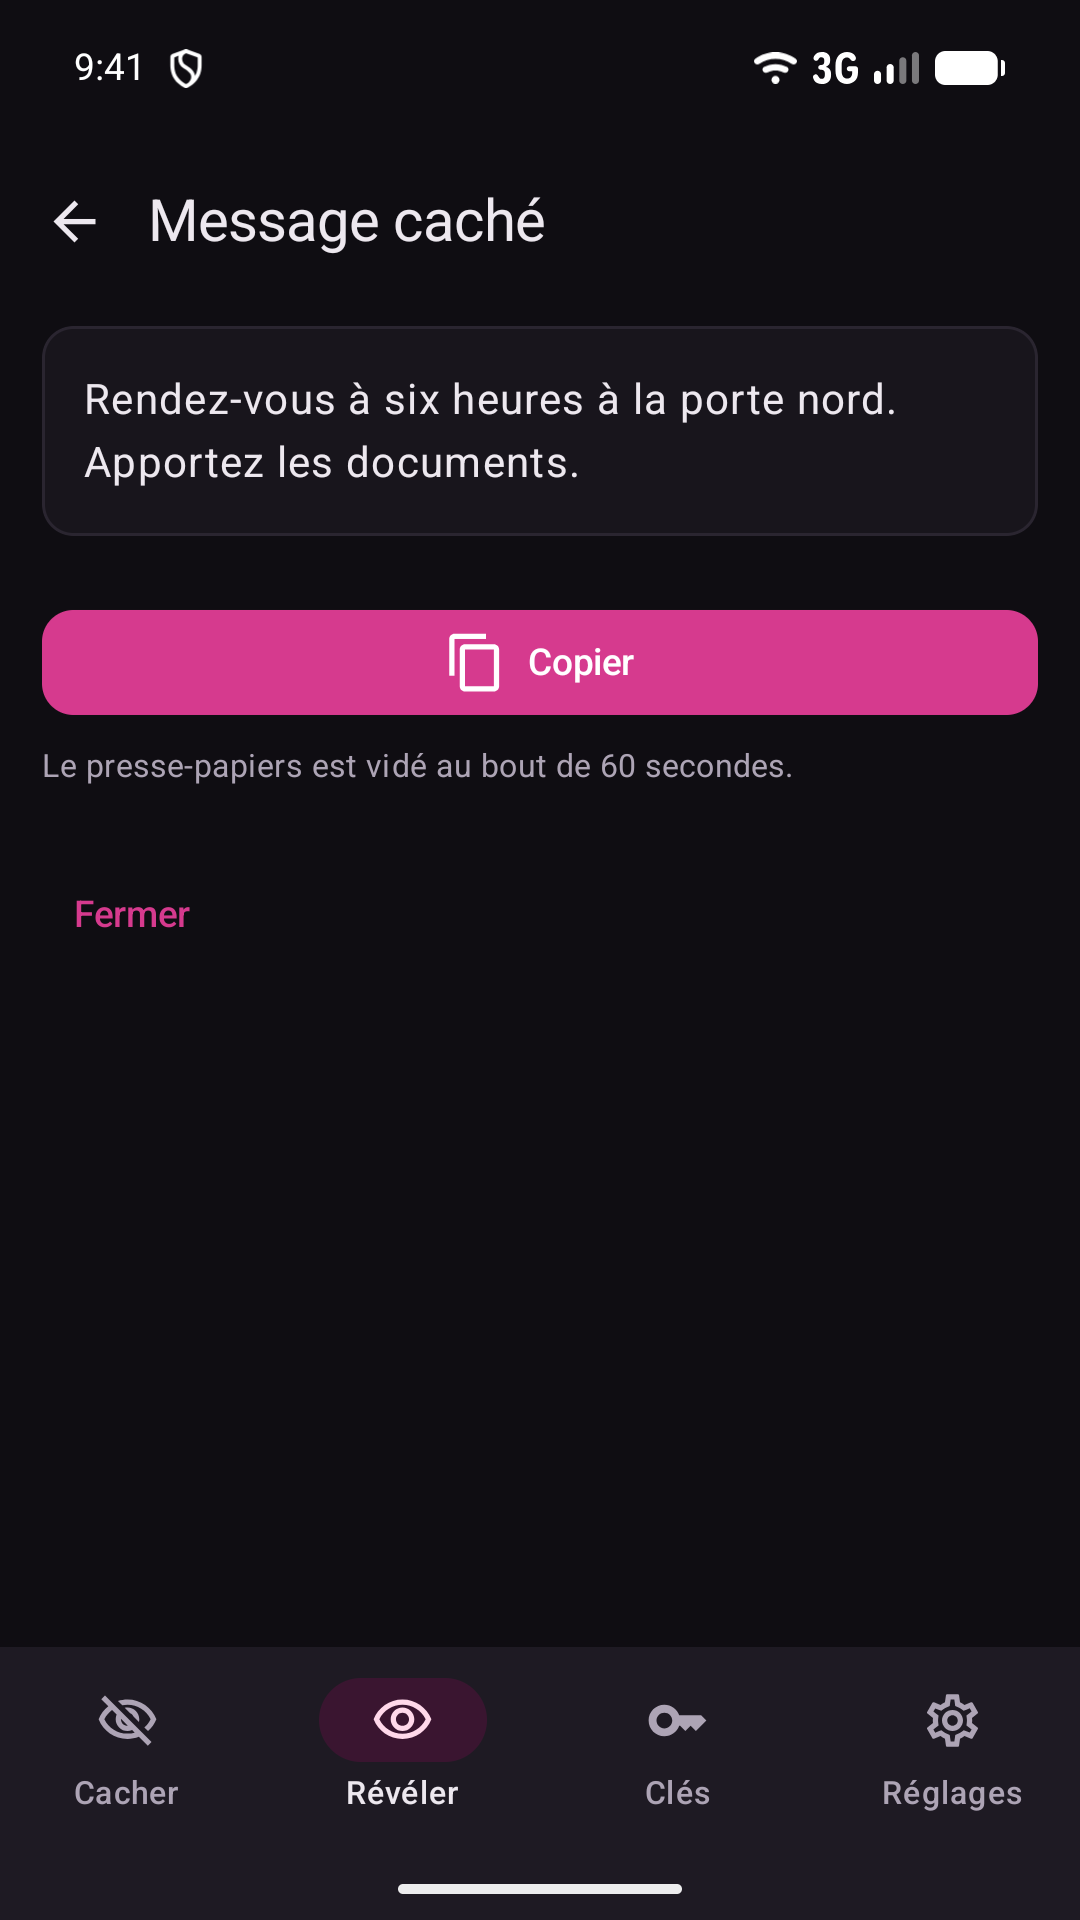 9:41
3G
Message caché
Rendez-vous à six heures à la porte nord.
Apportez les documents.
Copier
Le presse-papiers est vidé au bout de 60 secondes.
Fermer
Cacher
Révéler
Clés
Réglages